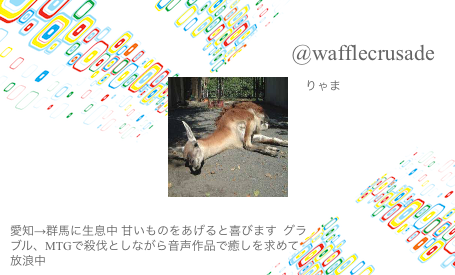 @wafflecrusade
りゃま
愛知→群馬に生息中 甘いものをあげると喜びます グラ
ブル、MTGで殺伐としながら音声作品で癒しを求めて
放浪中